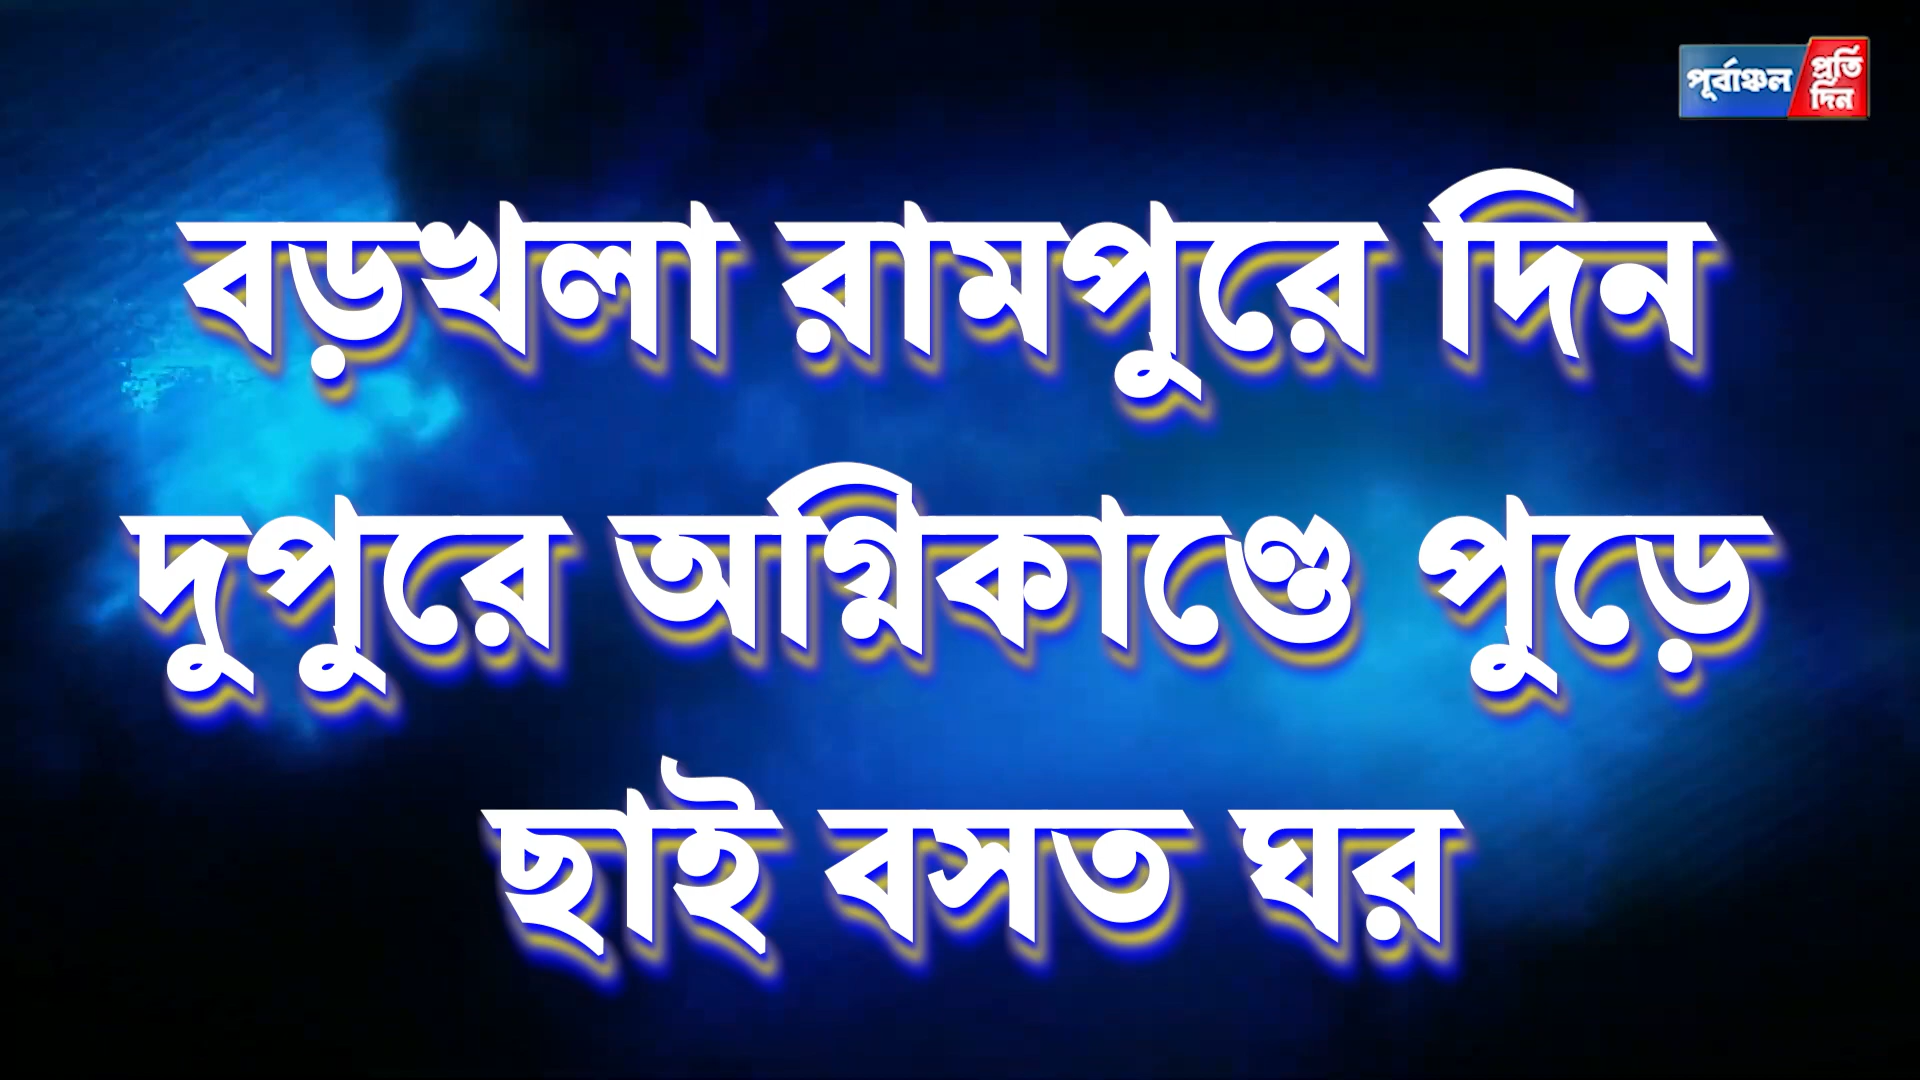 পূর্বাঞ্চল প্রতি দিন
বড়খলা রামপুরে দিন
দুপুরে অগ্নিকাণ্ডে পুড়ে
ছাই বসত ঘর